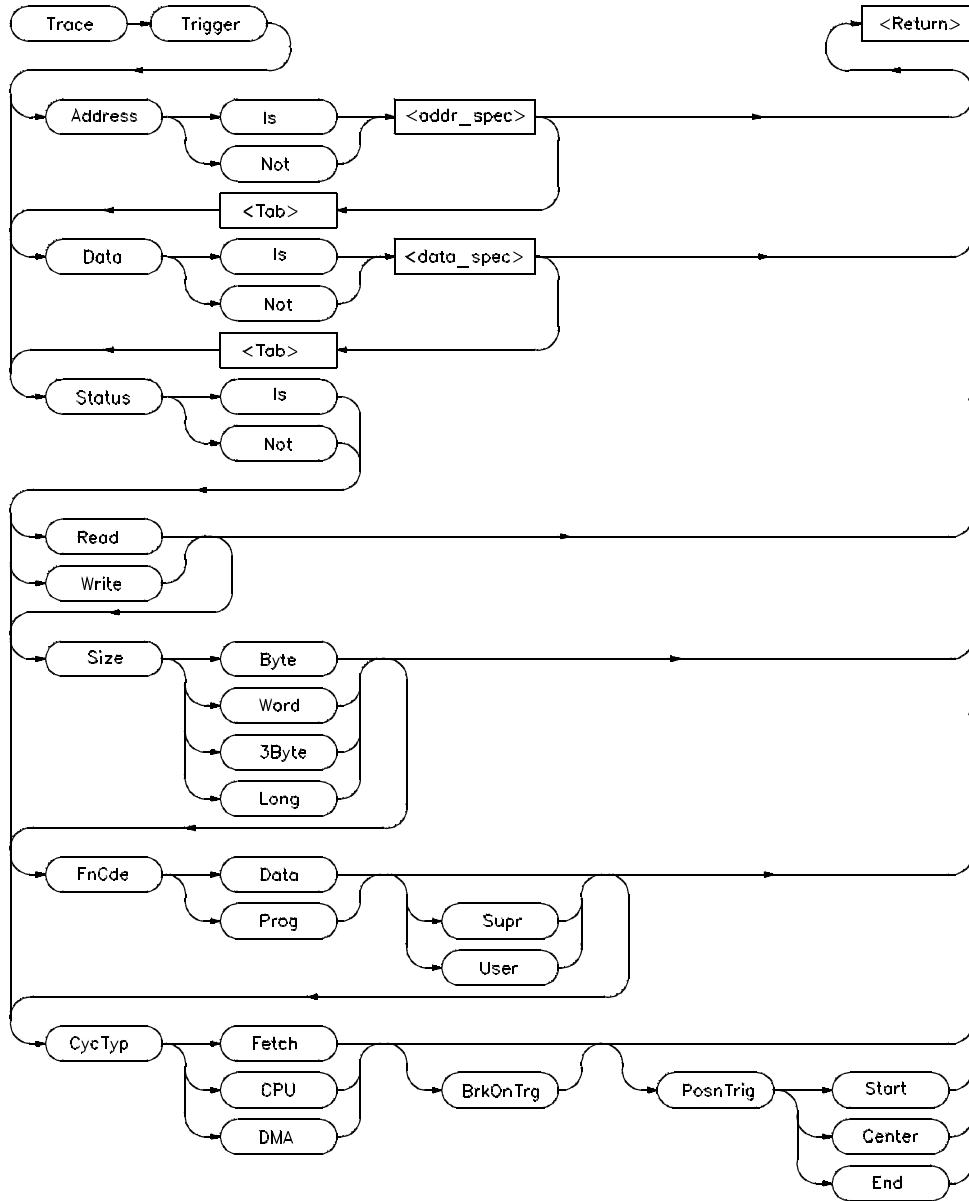 Trace
Trigger
<Return>
Address
Is
<addr_spec>
Not
<Tab>
Data
Is
<data_spec>
Not
<Tab>
Status
Is
Not
Read
Write
Size
Byte
Word
3Byte
Long
FnCde
Data
Prog
Supr
User
CycTyp
Fetch
CPU
BrkOnTrg
PosnTrig
Start
DMA
Center
End